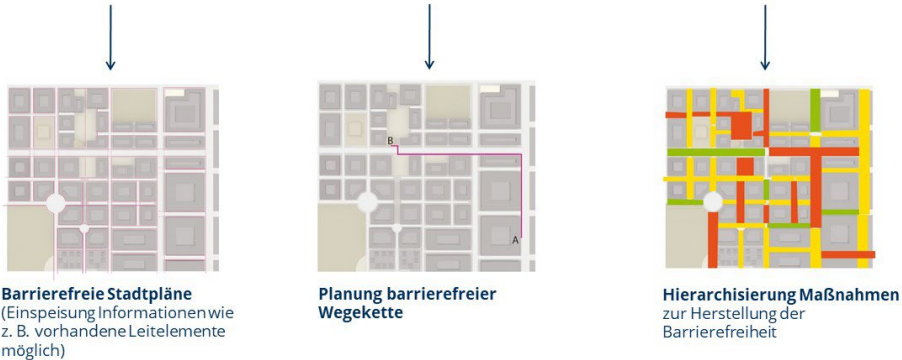 B
A
Barrierefreie Stadtpläne
(Einspeisung Informationen wie
z. B. vorhandene Leitelemente
möglich)
Planung barrierefreier
Wegekette
Hierarchisierung Maßnahmen
zur Herstellung der
Barrierefreiheit